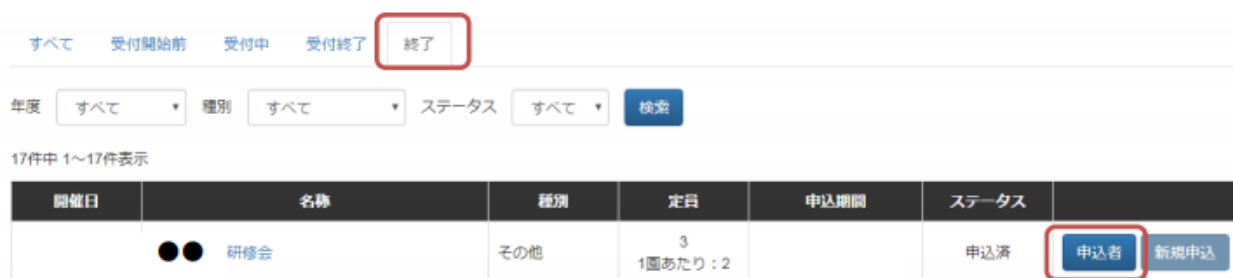 すべて 受付開始前 受付中 受付終了 終了
年度 すべて 種別 すべて ステータス すべて 検索
17件中 1～17件表示
開催日 名称 種別 定員 申込期間 ステータス
●● 研修会 その他 3 申込済 申込者 新規申込
1園あたり：2